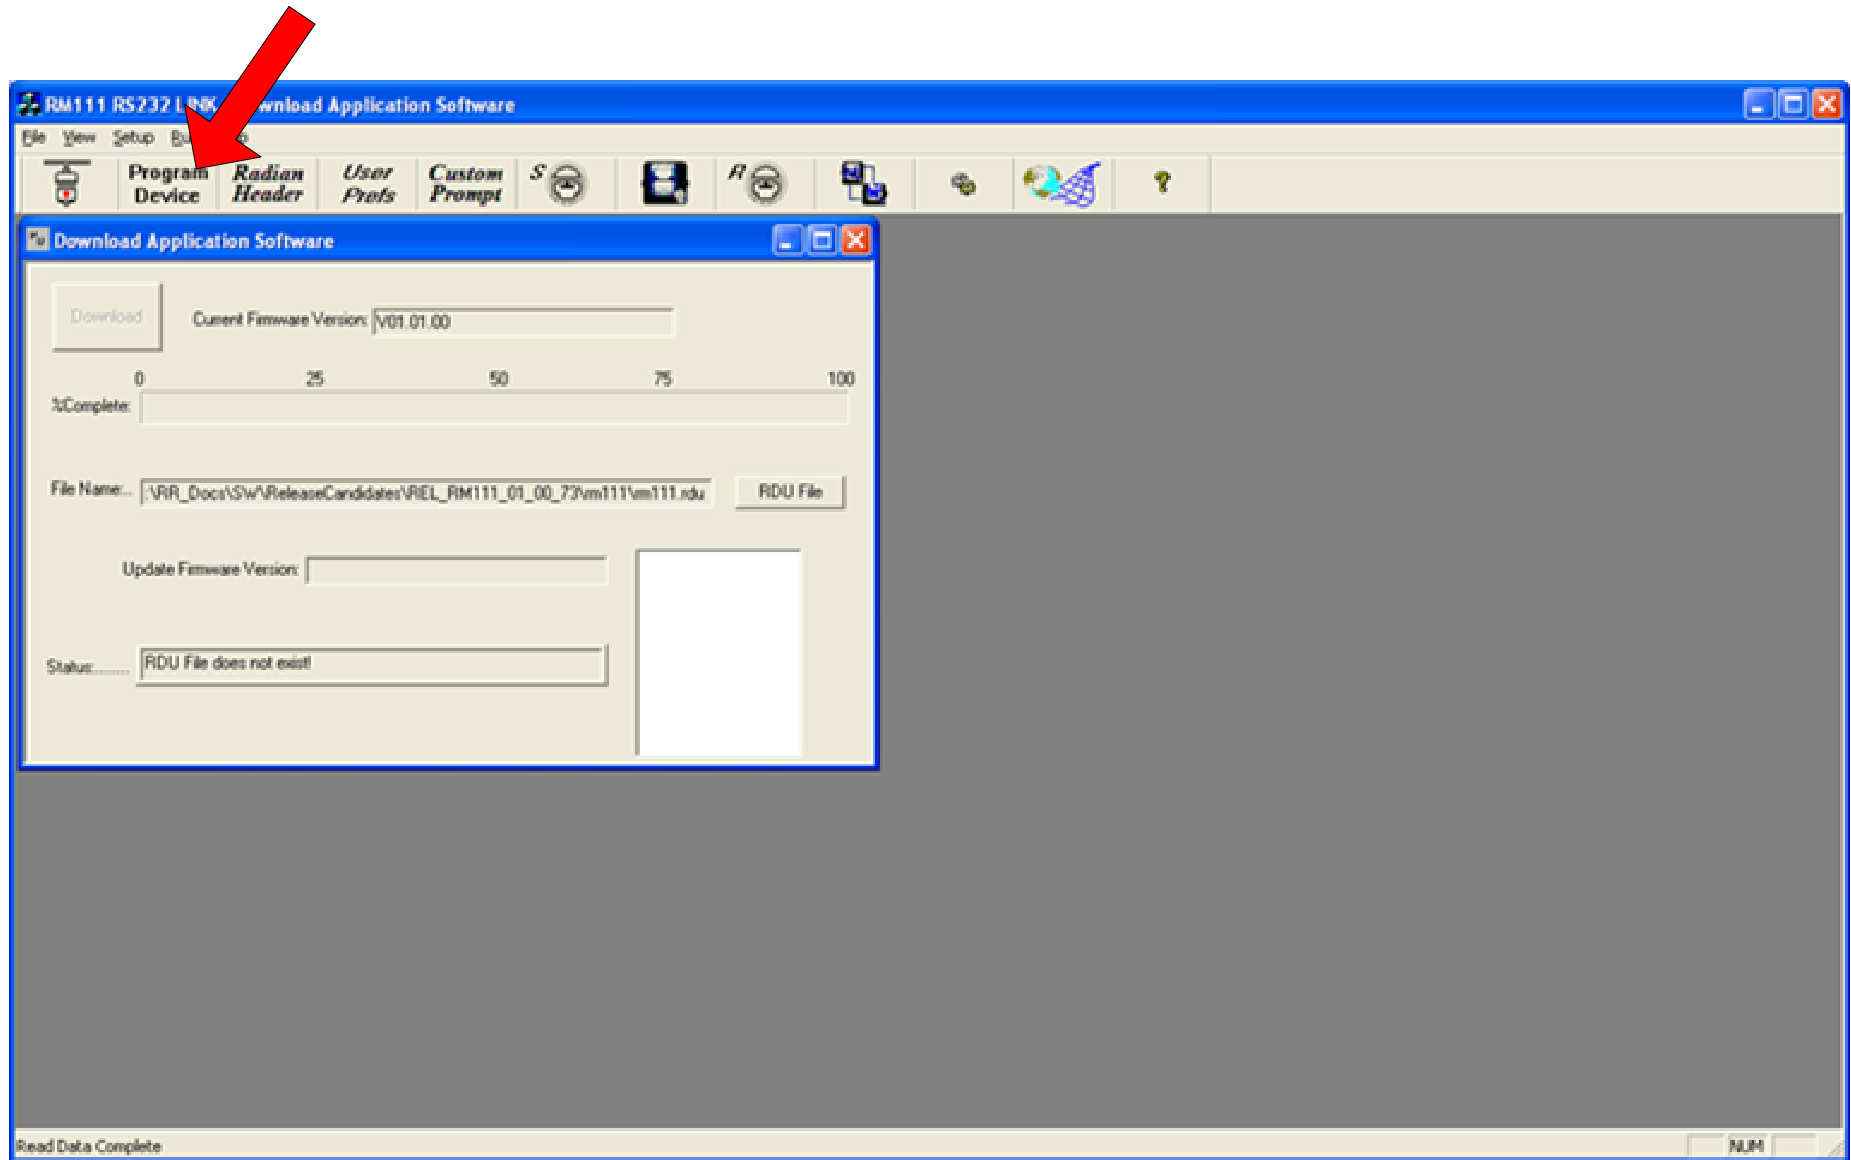 RM111 RS232 LINK wnload Application Software
File View Setup
Program Device
Radian Header
User Prefs
Custom Prompt
S
R
?
Download Application Software
Download
Current Firmware Version: V01.01.00
0 25 50 75 100
%Complete:
File Name:.. :\RR_Docs\SW\ReleaseCandidates\REL_RM111_01_00_73\rm111\rm111.rdu
RDU File
Update Firmware Version:
Status:......... RDU File does not exist!
Read Data Complete
NUM